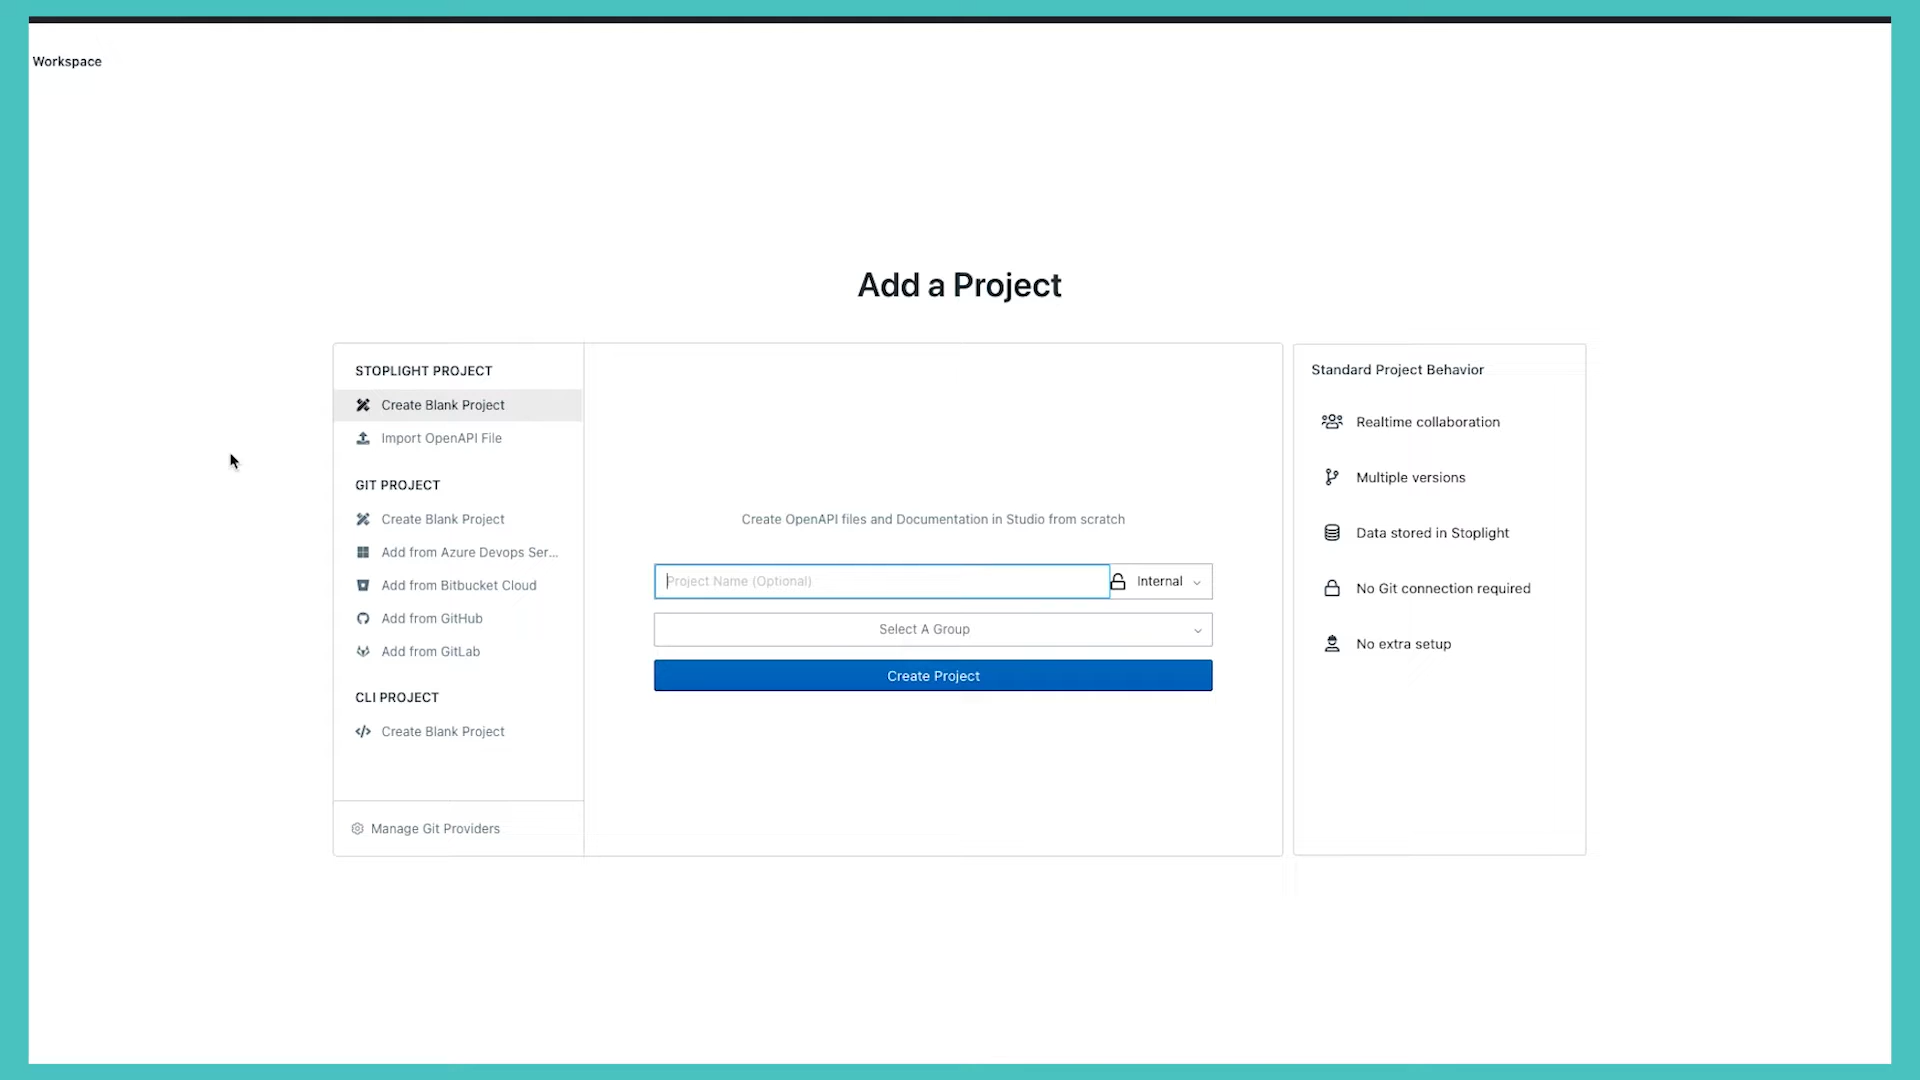 Workspace
Add a Project
STOPLIGHT PROJECT
Create Blank Project
Import OpenAPI File
GIT PROJECT
Create Blank Project
Add from Azure Devops Ser...
Add from Bitbucket Cloud
Add from GitHub
Add from GitLab
CLI PROJECT
Create Blank Project
Manage Git Providers
Create OpenAPI files and Documentation in Studio from scratch
Project Name (Optional)
Internal
Select A Group
Create Project
Standard Project Behavior
Realtime collaboration
Multiple versions
Data stored in Stoplight
No Git connection required
No extra setup